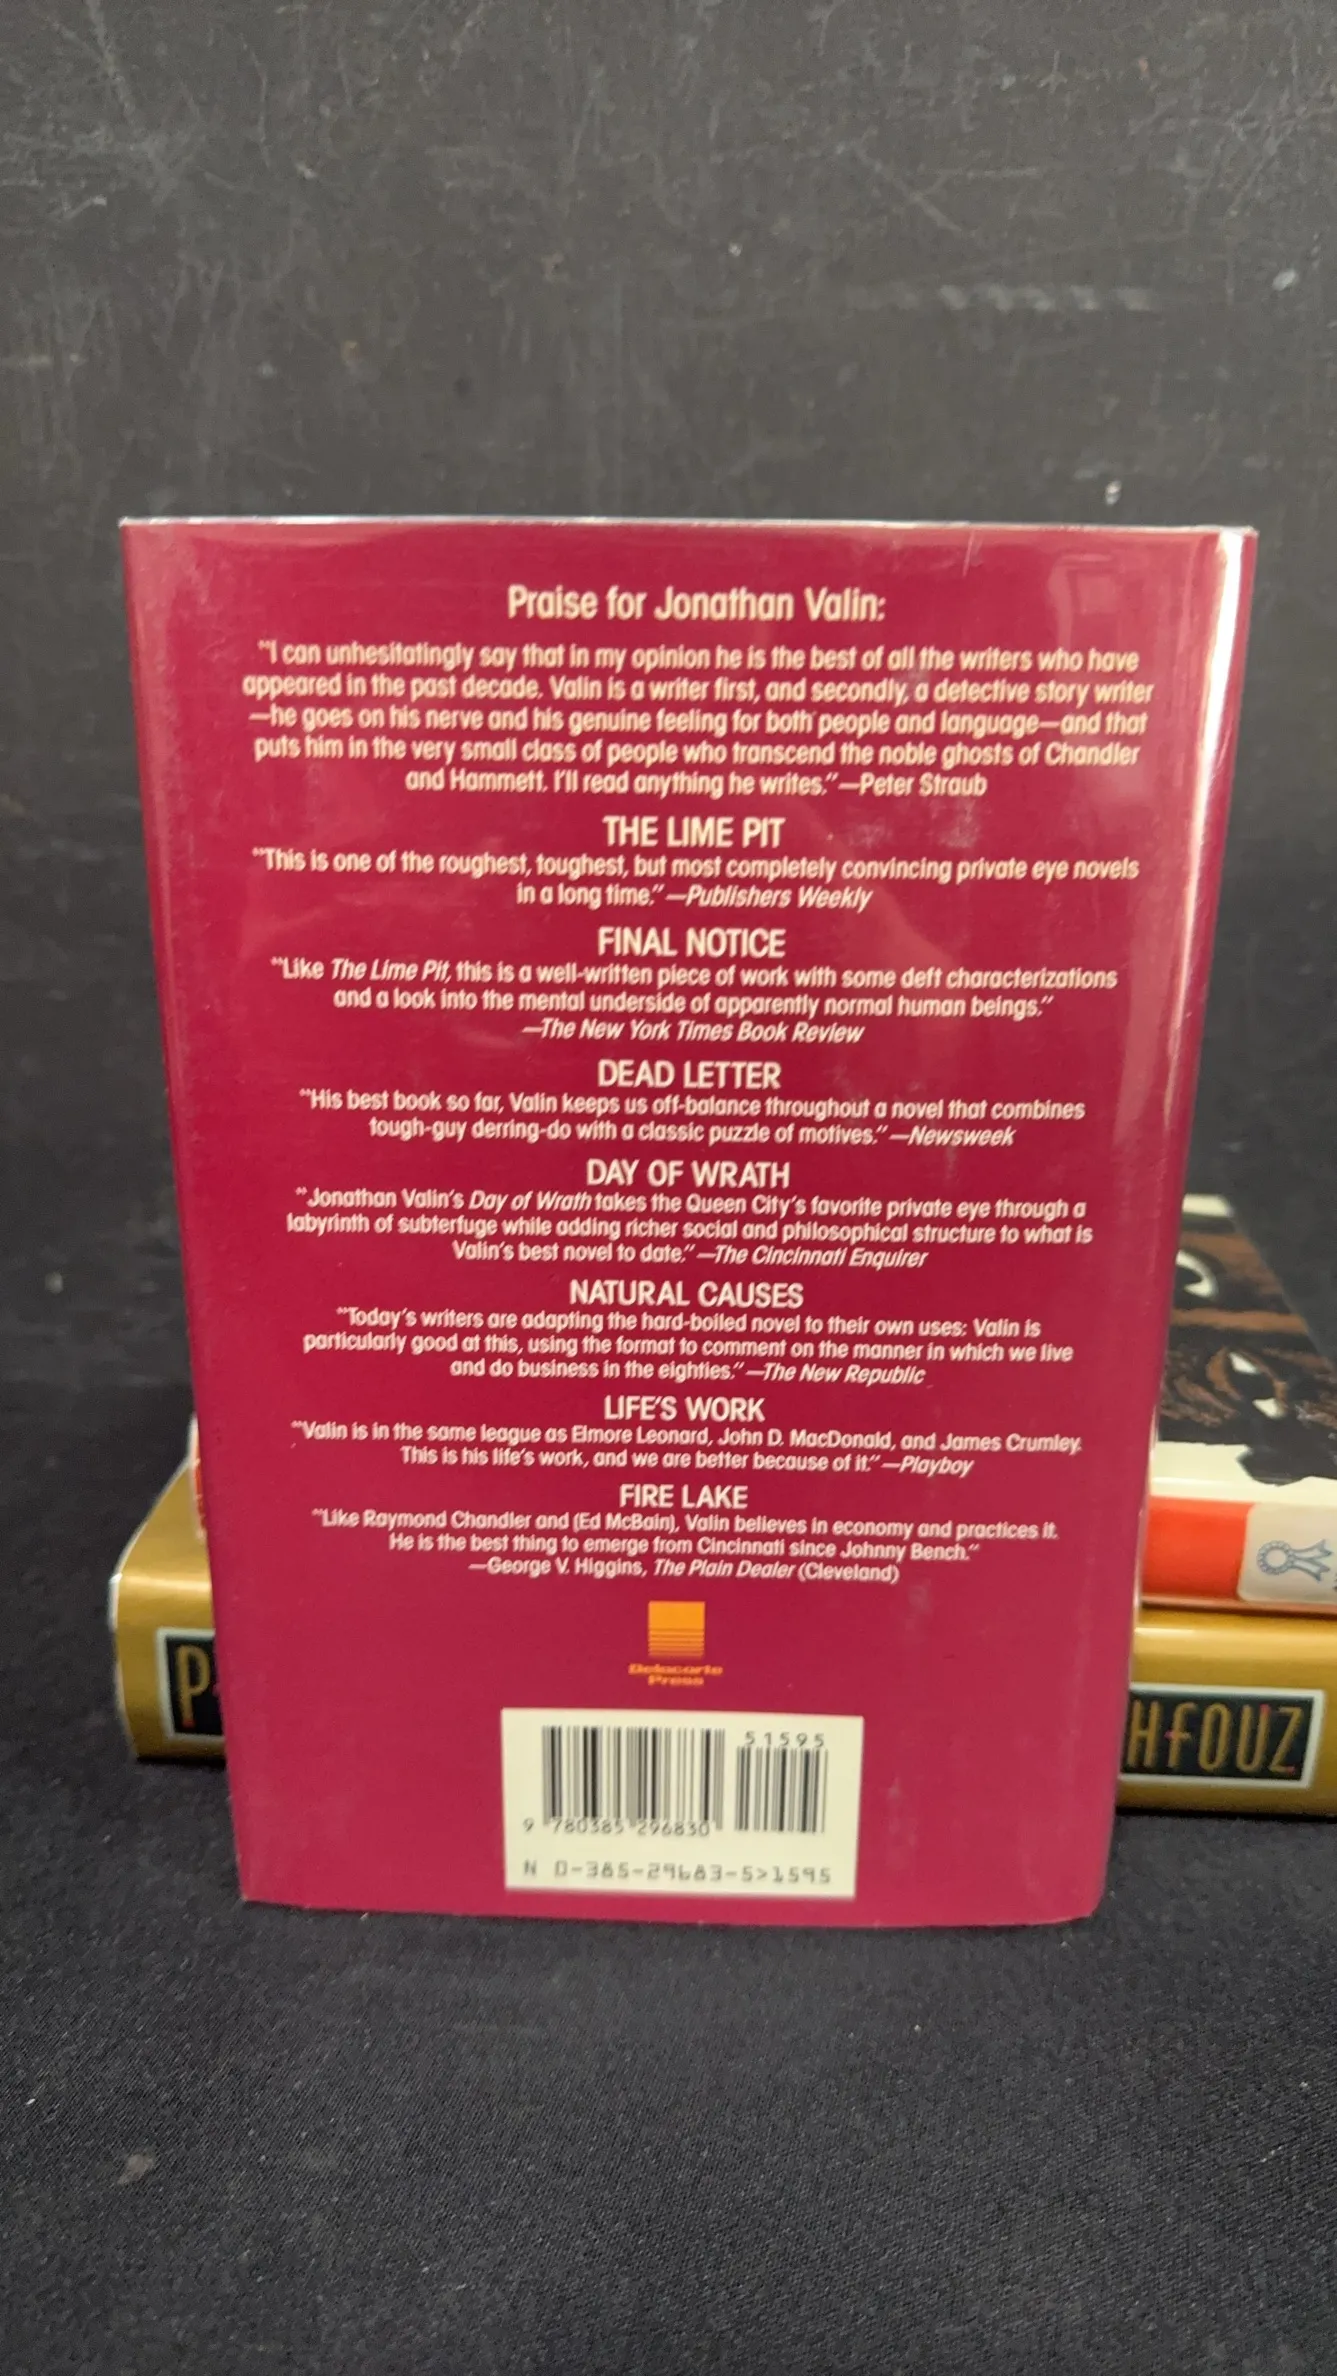 Praise for Jonathan Valin:
"I can unhesitatingly say that in my opinion he is the best of all the writers who have
appeared in the past decade. Valin is a writer first, and secondly, a detective story writer
—he goes on his nerve and his genuine feeling for both people and language—and that
puts him in the very small class of people who transcend the noble ghosts of Chandler
and Hammett. I'll read anything he writes."—Peter Straub
THE LIME PIT
"This is one of the roughest, toughest, but most completely convincing private eye novels
in a long time."—Publishers Weekly
FINAL NOTICE
"Like The Lime Pit, this is a well-written piece of work with some deft characterizations
and a look into the mental underside of apparently normal human beings."
—The New York Times Book Review
DEAD LETTER
"His best book so far, Valin keeps us off-balance throughout a novel that combines
tough-guy derring-do with a classic puzzle of motives."—Newsweek
DAY OF WRATH
"Jonathan Valin's Day of Wrath takes the Queen City's favorite private eye through a
labyrinth of subterfuge while adding richer social and philosophical structure to what is
Valin's best novel to date."—The Cincinnati Enquirer
NATURAL CAUSES
"Today's writers are adapting the hard-boiled novel to their own uses: Valin is
particularly good at this, using the format to comment on the manner in which we live
and do business in the eighties."—The New Republic
LIFE'S WORK
"Valin is in the same league as Elmore Leonard, John D. MacDonald, and James Crumley.
This is his life's work, and we are better because of it."—Playboy
FIRE LAKE
"Like Raymond Chandler and (Ed McBain), Valin believes in economy and practices it.
He is the best thing to emerge from Cincinnati since Johnny Bench."
—George V. Higgins, The Plain Dealer (Cleveland)
Delacorte
Press
51595
9 780385 296830
N 0-385-29683-5>1595
P
HFOUZ